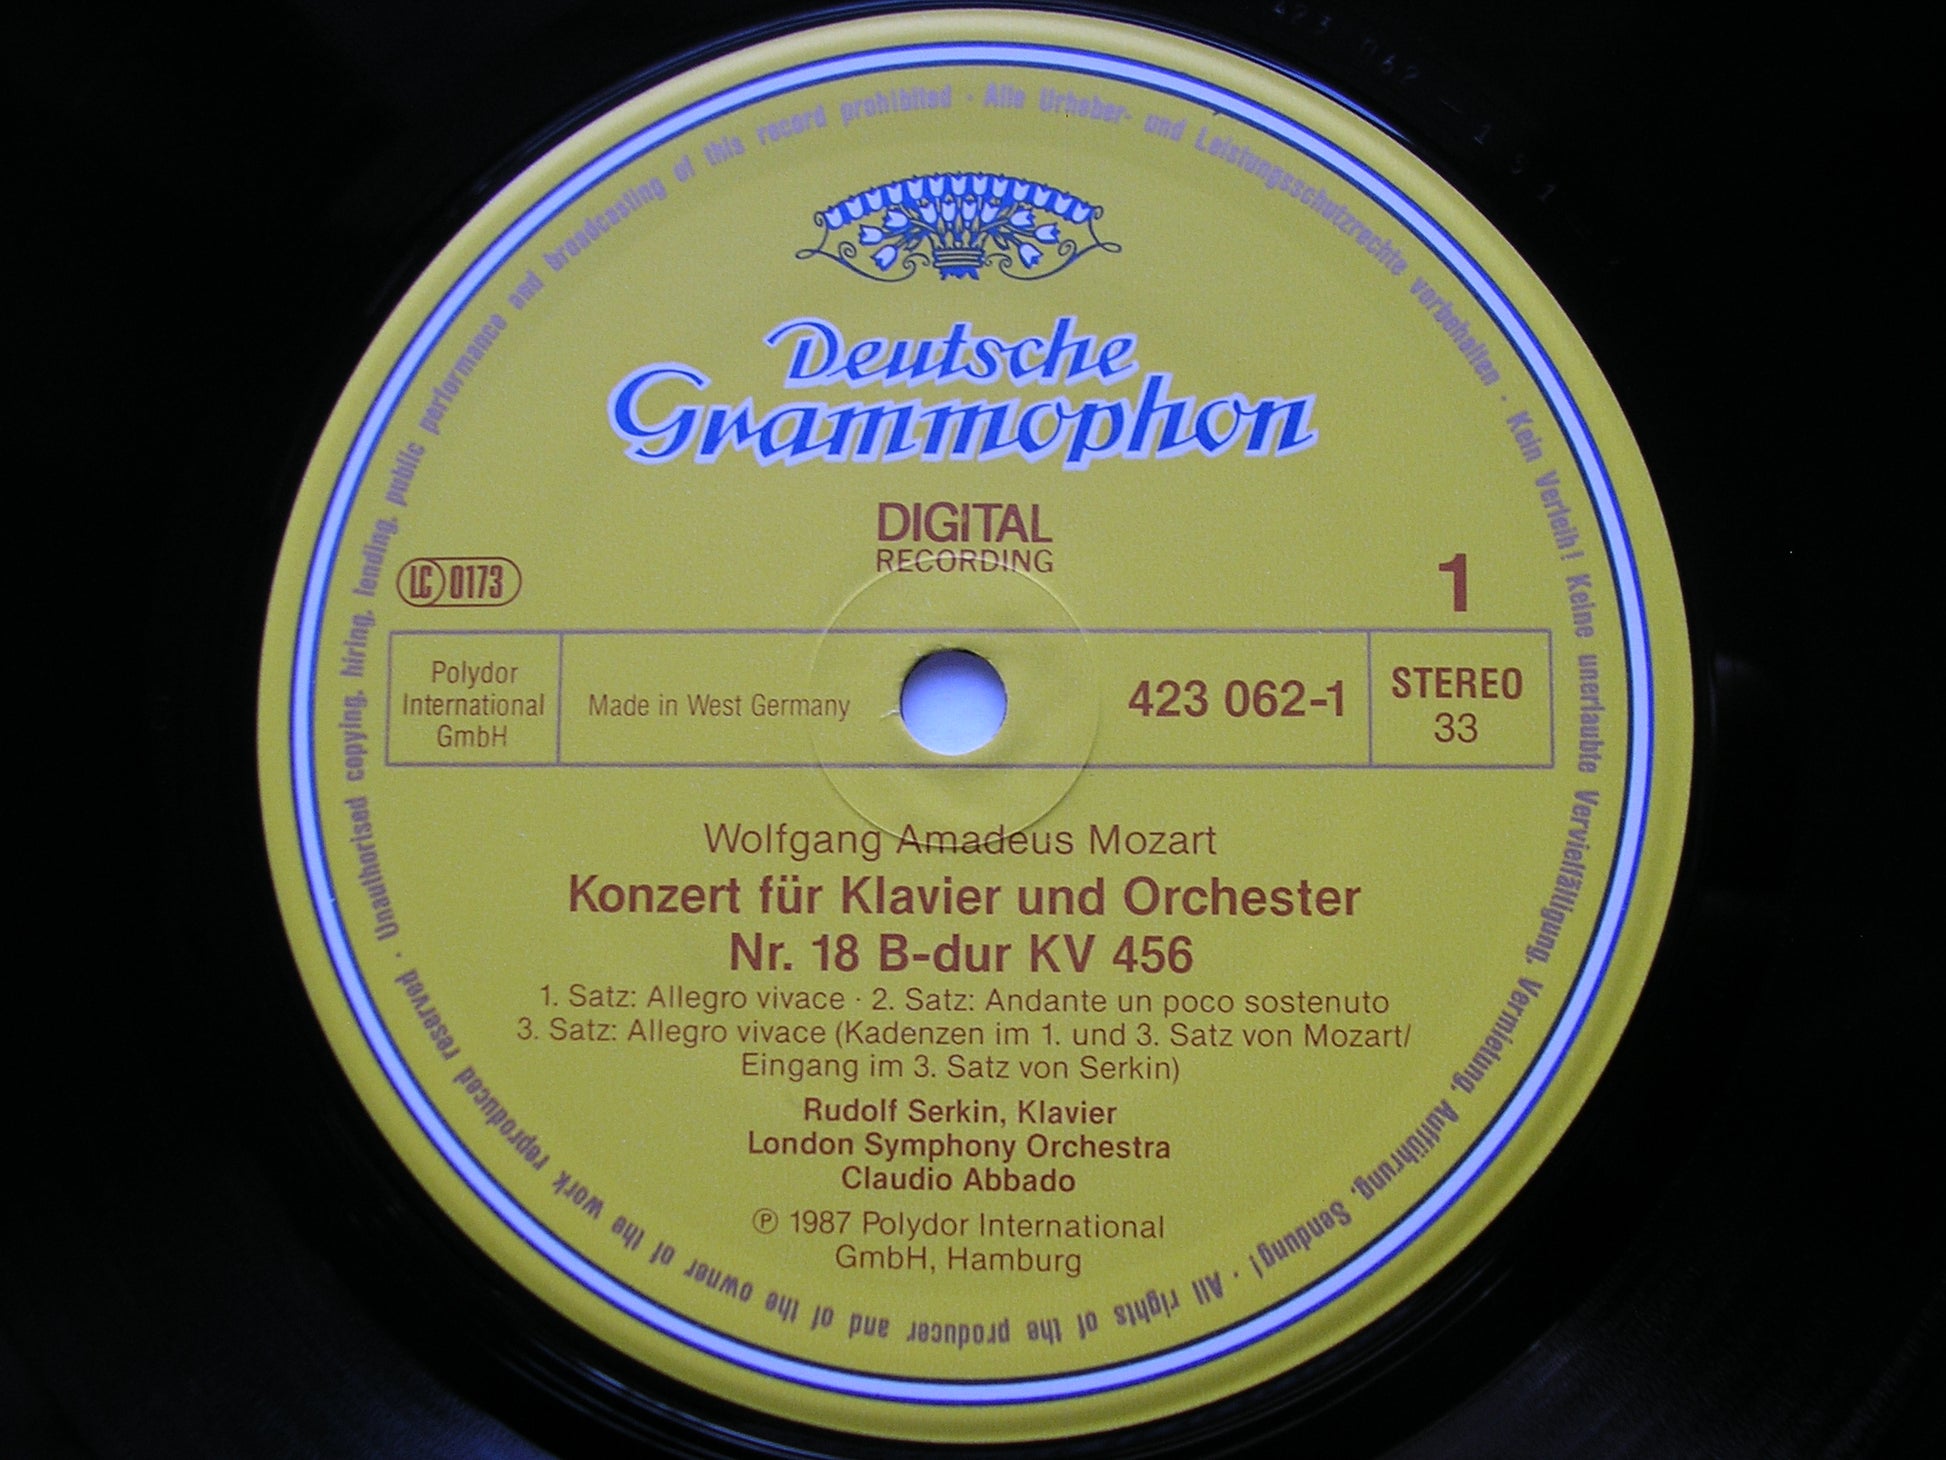 Deutsche
Grammophon
DIGITAL
RECORDING
LC 0173
1
Polydor
International
GmbH
Made in West Germany
423 062-1
STEREO
33
Wolfgang Amadeus Mozart
Konzert für Klavier und Orchester
Nr. 18 B-dur KV 456
1. Satz: Allegro vivace · 2. Satz: Andante un poco sostenuto
3. Satz: Allegro vivace (Kadenzen im 1. und 3. Satz von Mozart/
Eingang im 3. Satz von Serkin)
Rudolf Serkin, Klavier
London Symphony Orchestra
Claudio Abbado
℗ 1987 Polydor International
GmbH, Hamburg
Alle Urheber- und Leistungsschutzrechte vorbehalten · Kein Verleih! Keine unerlaubte Vervielfältigung, Vermietung, Aufführung, Sendung! · All rights of the producer and of the owner of the work reproduced reserved · Unauthorised copying, hiring, lending, public performance and broadcasting of this record prohibited ·